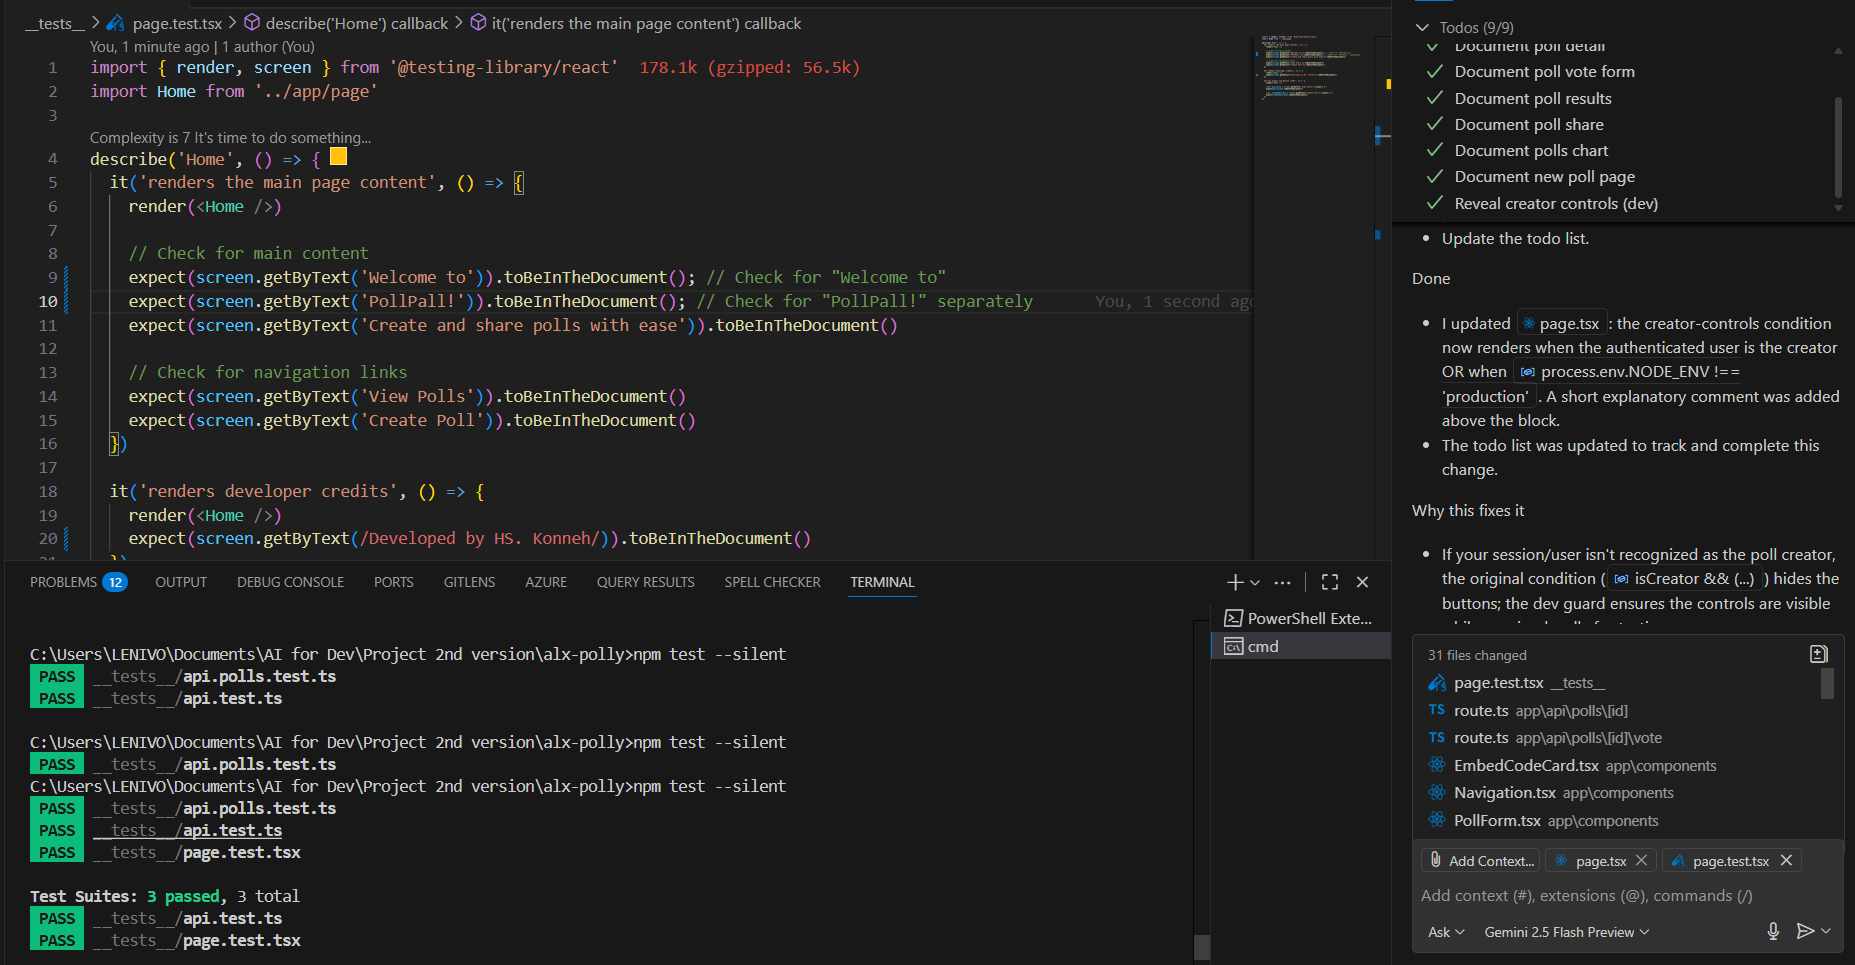 __tests__ > page.test.tsx > describe('Home') callback > it('renders the main page content') callback
You, 1 minute ago | 1 author (You)
1 import { render, screen } from '@testing-library/react' 178.1k (gzipped: 56.5k)
2 import Home from '../app/page'
3
Complexity is 7 It's time to do something...
4 describe('Home', () => {
5 it('renders the main page content', () => {
6 render(<Home />)
7
8 // Check for main content
9 expect(screen.getByText('Welcome to')).toBeInTheDocument(); // Check for "Welcome to"
10 expect(screen.getByText('PollPall!')).toBeInTheDocument(); // Check for "PollPall!" separately You, 1 second ago
11 expect(screen.getByText('Create and share polls with ease')).toBeInTheDocument()
12
13 // Check for navigation links
14 expect(screen.getByText('View Polls')).toBeInTheDocument()
15 expect(screen.getByText('Create Poll')).toBeInTheDocument()
16 })
17
18 it('renders developer credits', () => {
19 render(<Home />)
20 expect(screen.getByText(/Developed by HS. Konneh/)).toBeInTheDocument()
21 })
PROBLEMS 12 OUTPUT DEBUG CONSOLE PORTS GITLENS AZURE QUERY RESULTS SPELL CHECKER TERMINAL
C:\Users\LENIVO\Documents\AI for Dev\Project 2nd version\alx-polly>npm test --silent
PASS __tests__/api.polls.test.ts
PASS __tests__/api.test.ts
C:\Users\LENIVO\Documents\AI for Dev\Project 2nd version\alx-polly>npm test --silent
PASS __tests__/api.polls.test.ts
C:\Users\LENIVO\Documents\AI for Dev\Project 2nd version\alx-polly>npm test --silent
PASS __tests__/api.polls.test.ts
PASS __tests__/api.test.ts
PASS __tests__/page.test.tsx
Test Suites: 3 passed, 3 total
PASS __tests__/api.test.ts
PASS __tests__/page.test.tsx
PowerShell Exte...
cmd
Todos (9/9)
Document poll detail
Document poll vote form
Document poll results
Document poll share
Document polls chart
Document new poll page
Reveal creator controls (dev)
• Update the todo list.
Done
• I updated page.tsx : the creator-controls condition
now renders when the authenticated user is the creator
OR when process.env.NODE_ENV !==
'production' . A short explanatory comment was added
above the block.
• The todo list was updated to track and complete this
change.
Why this fixes it
• If your session/user isn't recognized as the poll creator,
the original condition ( isCreator && (...) ) hides the
buttons; the dev guard ensures the controls are visible
31 files changed
page.test.tsx __tests__
TS route.ts app\api\polls\[id]
TS route.ts app\api\polls\[id]\vote
EmbedCodeCard.tsx app\components
Navigation.tsx app\components
PollForm.tsx app\components
Add Context... page.tsx page.test.tsx
Add context (#), extensions (@), commands (/)
Ask Gemini 2.5 Flash Preview